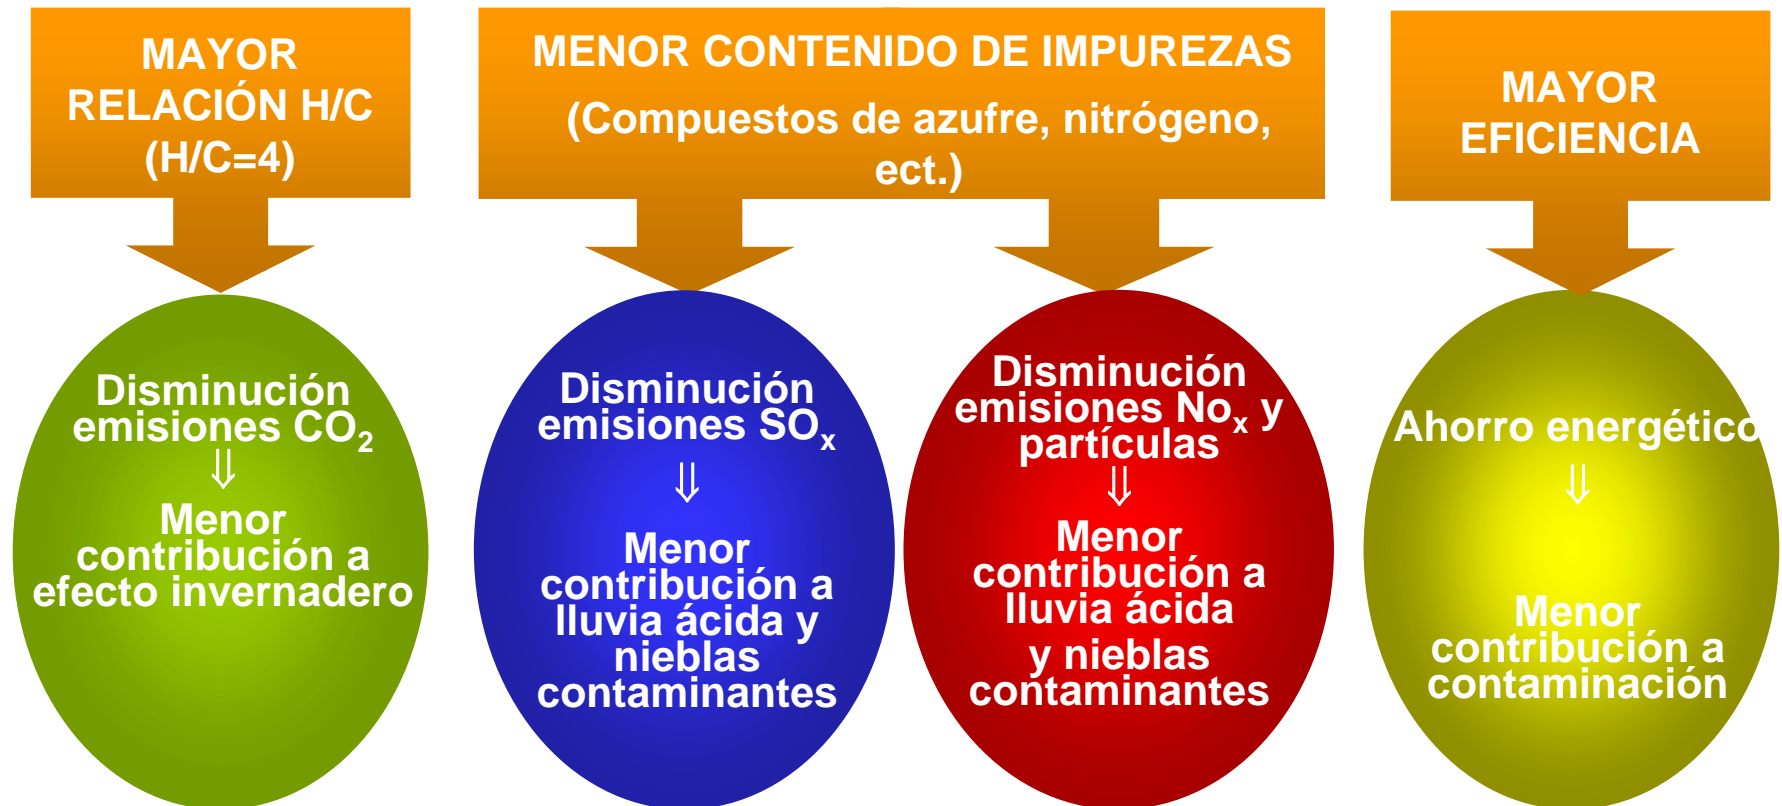 MAYOR
RELACIÓN H/C
(H/C=4)
MENOR CONTENIDO DE IMPUREZAS
(Compuestos de azufre, nitrógeno,
ect.)
MAYOR
EFICIENCIA
Disminución
emisiones CO₂
⇓
Menor
contribución a
efecto invernadero
Disminución
emisiones SOₓ
⇓
Menor
contribución a
lluvia ácida y
nieblas
contaminantes
Disminución
emisiones Noₓ y
partículas
⇓
Menor
contribución a
lluvia ácida
y nieblas
contaminantes
Ahorro energético
⇓
Menor
contribución a
contaminación